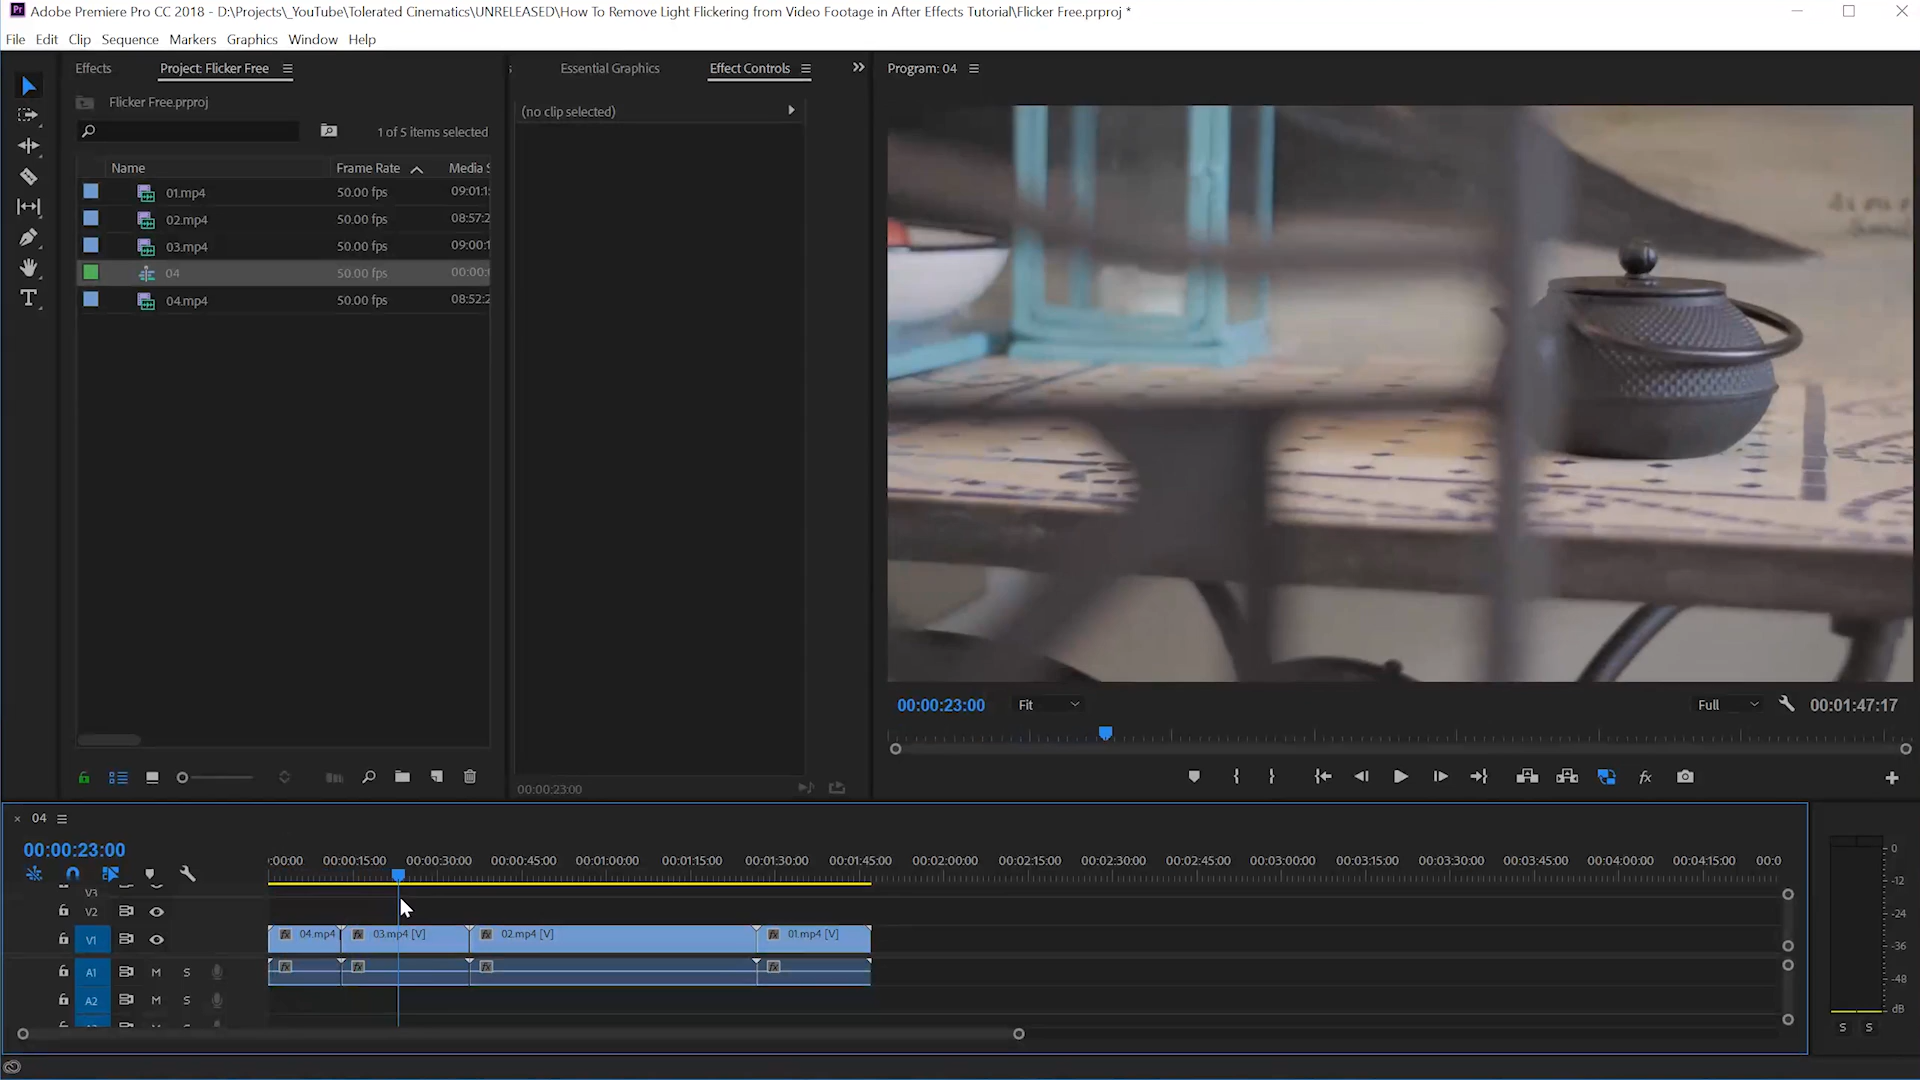 Adobe Premiere Pro CC 2018 - D:\Projects\_YouTube\Tolerated Cinematics\UNRELEASED\How To Remove Light Flickering from Video Footage in After Effects Tutorial\Flicker Free.prproj *
File Edit Clip Sequence Markers Graphics Window Help
Effects Project: Flicker Free Essential Graphics Effect Controls Program: 04
Flicker Free.prproj (no clip selected)
1 of 5 items selected
Name Frame Rate Media S
01.mp4 50.00 fps 09:01:1
02.mp4 50.00 fps 08:57:2
03.mp4 50.00 fps 09:00:1
04 50.00 fps 00:00:
04.mp4 50.00 fps 08:52:2
00:00:23:00 Fit Full 00:01:47:17
00:00:23:00
04
00:00:23:00
:00:00 00:00:15:00 00:00:30:00 00:00:45:00 00:01:00:00 00:01:15:00 00:01:30:00 00:01:45:00 00:02:00:00 00:02:15:00 00:02:30:00 00:02:45:00 00:03:00:00 00:03:15:00 00:03:30:00 00:03:45:00 00:04:00:00 00:04:15:00 00:0
V3
V2
V1 fx 04.mp4 fx 03.mp4 [V] fx 02.mp4 [V] fx 01.mp4 [V]
A1 M S fx fx fx fx
A2 M S
0
-12
-24
-36
-48
dB
S S